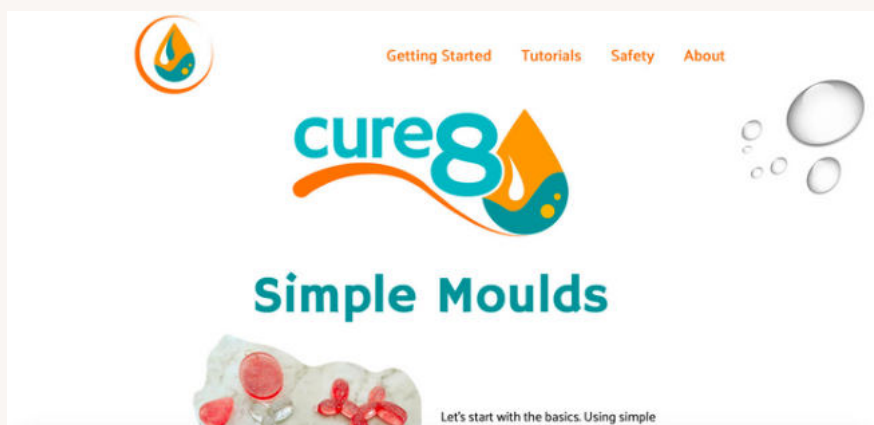 Getting Started Tutorials Safety About
cure8
Simple Moulds
Let's start with the basics. Using simple